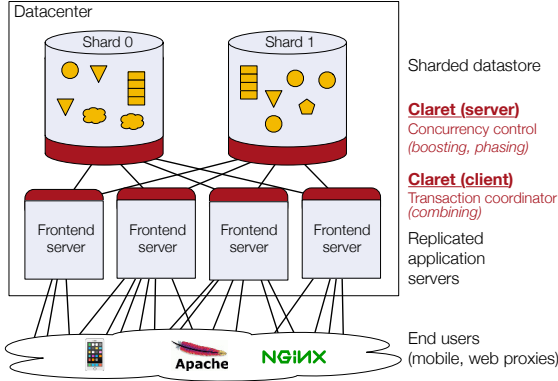 Datacenter
Shard 0
Shard 1
Sharded datastore
Claret (server)
Concurrency control
(boosting, phasing)
Claret (client)
Transaction coordinator
(combining)
Frontend
server
Frontend
server
Frontend
server
Frontend
server
Replicated
application
servers
Apache
NGiNX
End users
(mobile, web proxies)